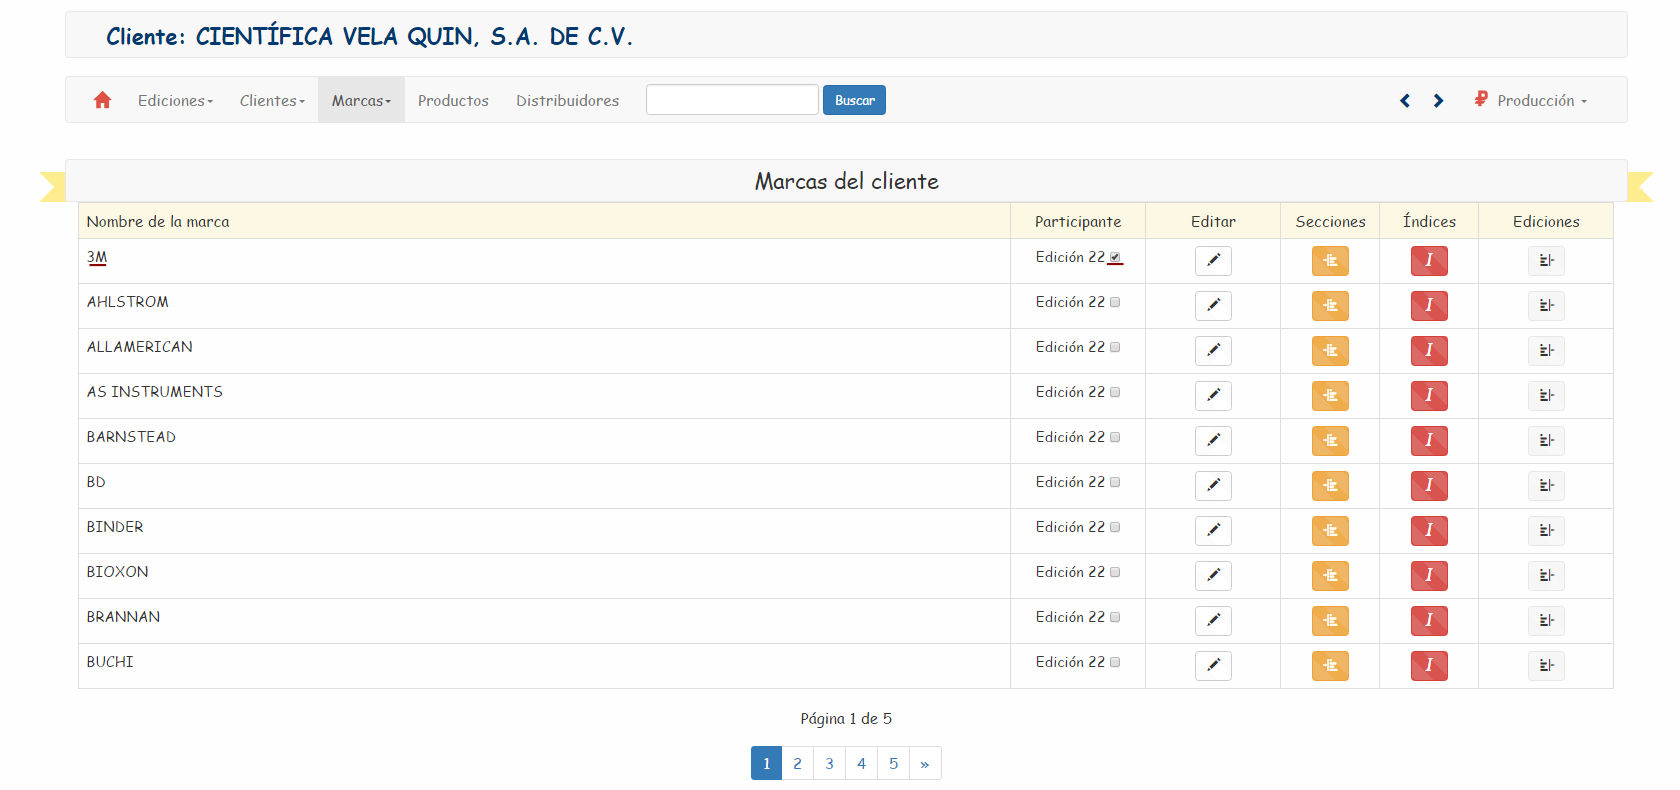 Cliente: CIENTÍFICA VELA QUIN, S.A. DE C.V.
Ediciones Clientes Marcas Productos Distribuidores Buscar Producción
Marcas del cliente
Nombre de la marca Participante Editar Secciones Índices Ediciones
3M Edición 22 I
AHLSTROM Edición 22 I
ALLAMERICAN Edición 22 I
AS INSTRUMENTS Edición 22 I
BARNSTEAD Edición 22 I
BD Edición 22 I
BINDER Edición 22 I
BIOXON Edición 22 I
BRANNAN Edición 22 I
BUCHI Edición 22 I
Página 1 de 5
1 2 3 4 5 »